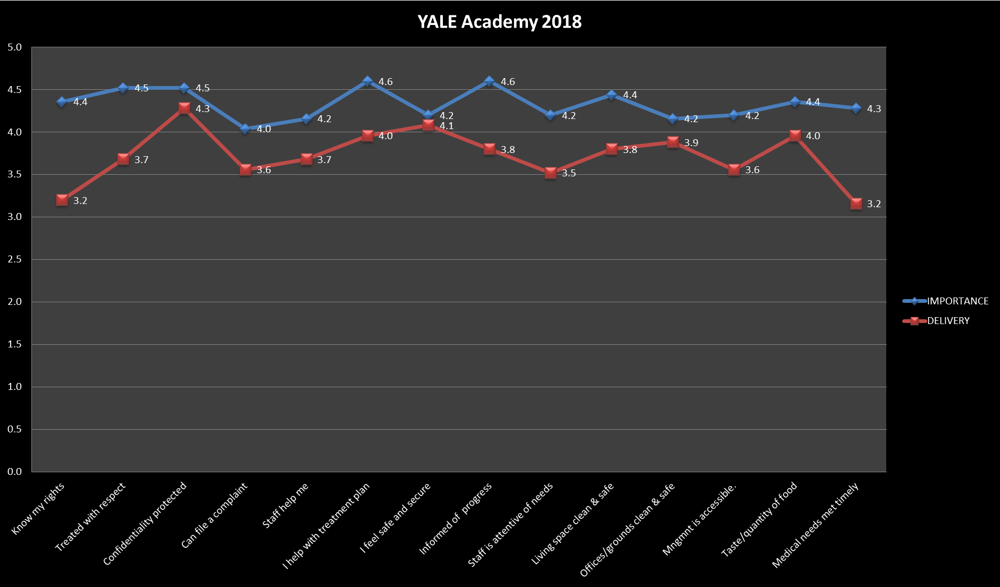 YALE Academy 2018
5.0
4.5
4.0
3.5
3.0
2.5
2.0
1.5
1.0
0.5
0.0
4.4
4.5
4.5
4.0
4.2
4.6
4.2
4.6
4.2
4.4
4.2
4.2
4.4
4.3
3.2
3.7
4.3
3.6
3.7
4.0
4.1
3.8
3.5
3.8
3.9
3.6
4.0
3.2
Know my rights
Treated with respect
Confidentiality protected
Can file a complaint
Staff help me
I help with treatment plan
I feel safe and secure
Informed of  progress
Staff is attentive of needs
Living space clean & safe
Offices/grounds clean & safe
Mngmnt is accessible.
Taste/quantity of food
Medical needs met timely
IMPORTANCE
DELIVERY